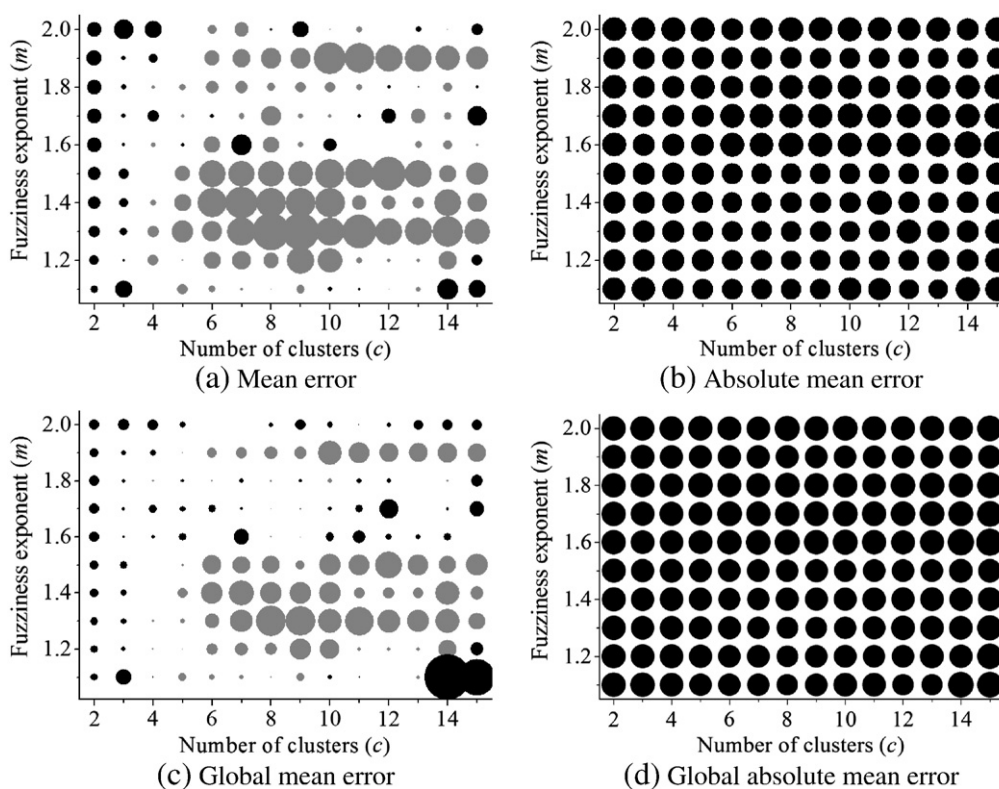 2.0
1.8
1.6
1.4
1.2
Fuzziness exponent (m)
2 4 6 8 10 12 14
Number of clusters (c)
(a) Mean error
2.0
1.8
1.6
1.4
1.2
Fuzziness exponent (m)
2 4 6 8 10 12 14
Number of clusters (c)
(b) Absolute mean error
2.0
1.8
1.6
1.4
1.2
Fuzziness exponent (m)
2 4 6 8 10 12 14
Number of clusters (c)
(c) Global mean error
2.0
1.8
1.6
1.4
1.2
Fuzziness exponent (m)
2 4 6 8 10 12 14
Number of clusters (c)
(d) Global absolute mean error